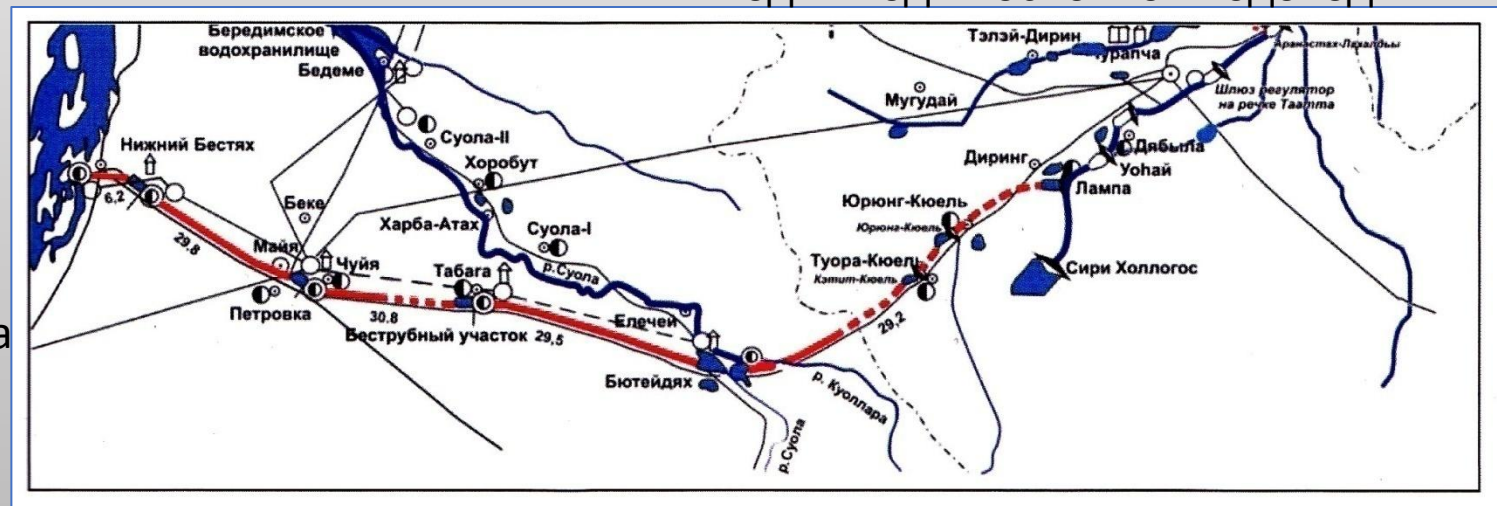 Бередимское
водохранилище
Бедеме
Тэлэй-Дирин
Чурапча
Мугудай
Шлюз регулятор
на речке Таатта
Суола-II
Нижний Бестях
Хоробут
Диринг
Дябыла
Уоhай
Лампа
6,2
Беке
Харба-Атах
Суола-I
Юрюнг-Кюель
Юрюнг-Кюель
29,8
Майя
Чуйя
Табага
р.Суола
Туора-Кюель
Кэтит-Кюель
Сири Холлогос
Петровка
30,8
Беструбный участок
29,5
Елечей
29,2
Бютейдях
р. Куоллара
р.Суола